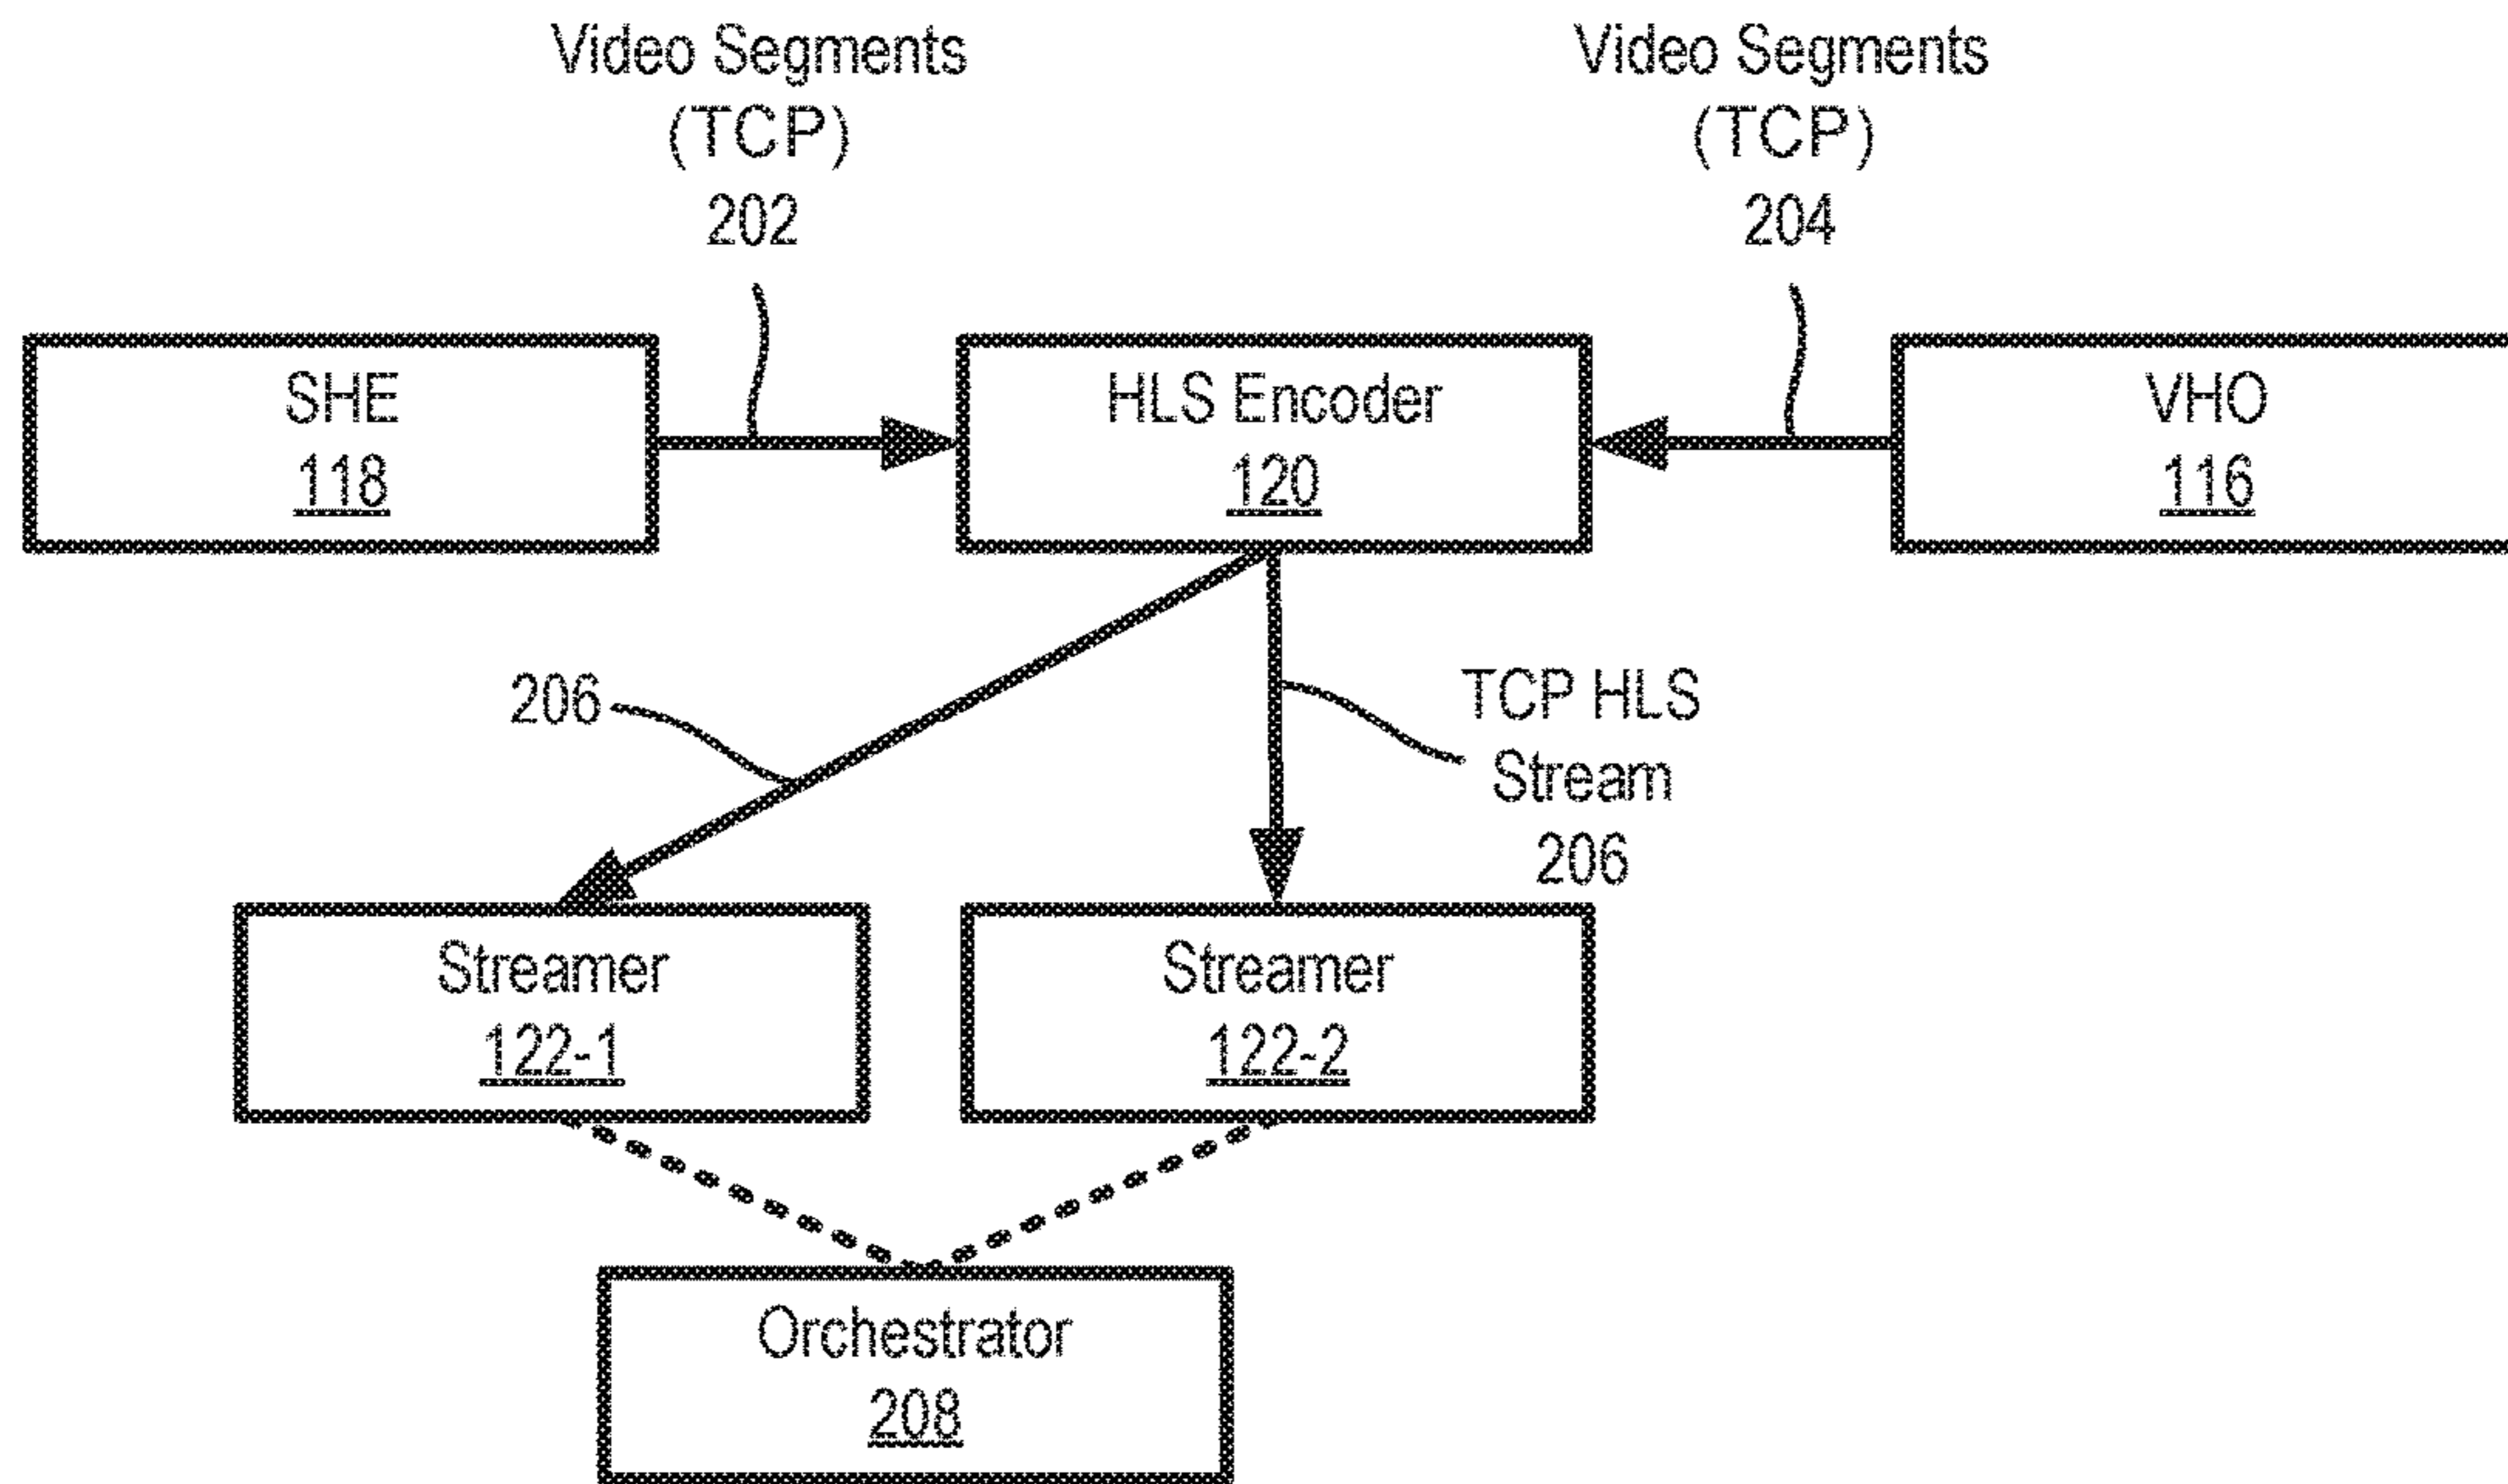 Video Segments
(TCP)
202
Video Segments
(TCP)
204
SHE
118
HLS Encoder
120
VHO
116
206
TCP HLS
Stream
206
Streamer
122-1
Streamer
122-2
Orchestrator
208